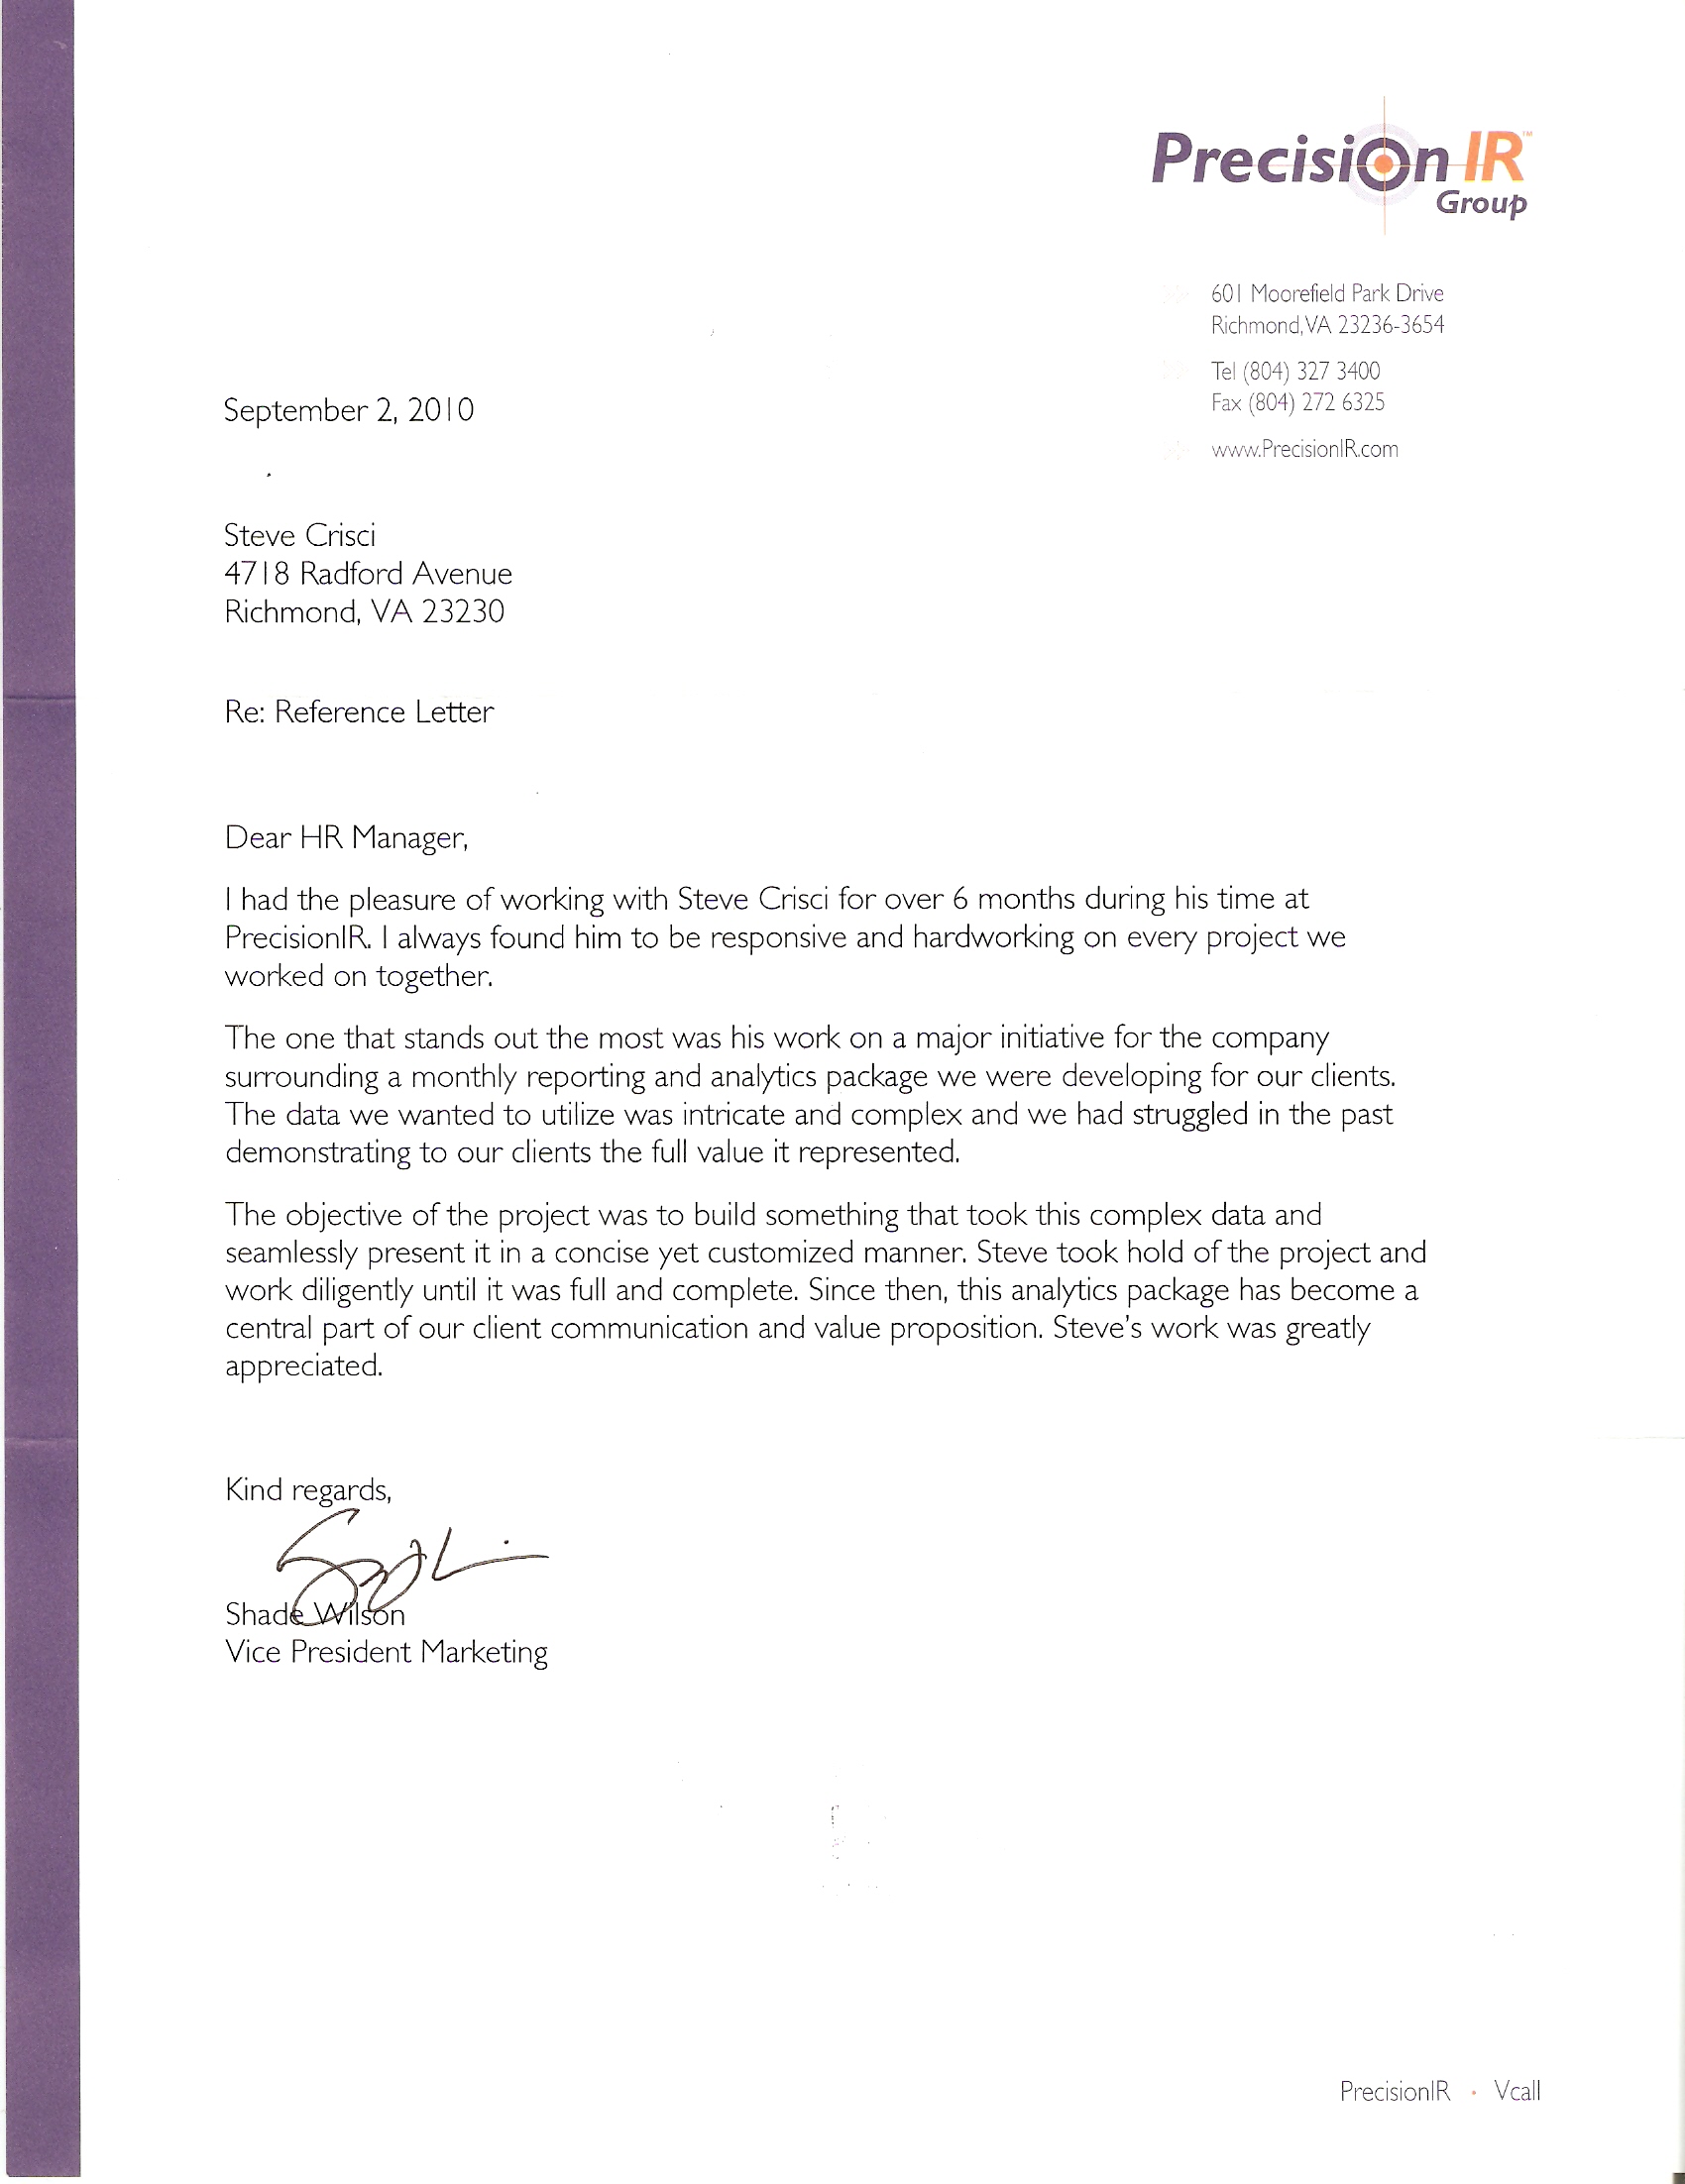 PrecisionIR™
Group
601 Moorefield Park Drive
Richmond, VA 23236-3654
Tel (804) 327 3400
Fax (804) 272 6325
www.PrecisionIR.com
September 2, 2010
Steve Crisci
4718 Radford Avenue
Richmond, VA 23230
Re: Reference Letter
Dear HR Manager,
I had the pleasure of working with Steve Crisci for over 6 months during his time at
PrecisionIR. I always found him to be responsive and hardworking on every project we
worked on together.
The one that stands out the most was his work on a major initiative for the company
surrounding a monthly reporting and analytics package we were developing for our clients.
The data we wanted to utilize was intricate and complex and we had struggled in the past
demonstrating to our clients the full value it represented.
The objective of the project was to build something that took this complex data and
seamlessly present it in a concise yet customized manner. Steve took hold of the project and
work diligently until it was full and complete. Since then, this analytics package has become a
central part of our client communication and value proposition. Steve's work was greatly
appreciated.
Kind regards,
Shade Wilson
Vice President Marketing
PrecisionIR • Vcall